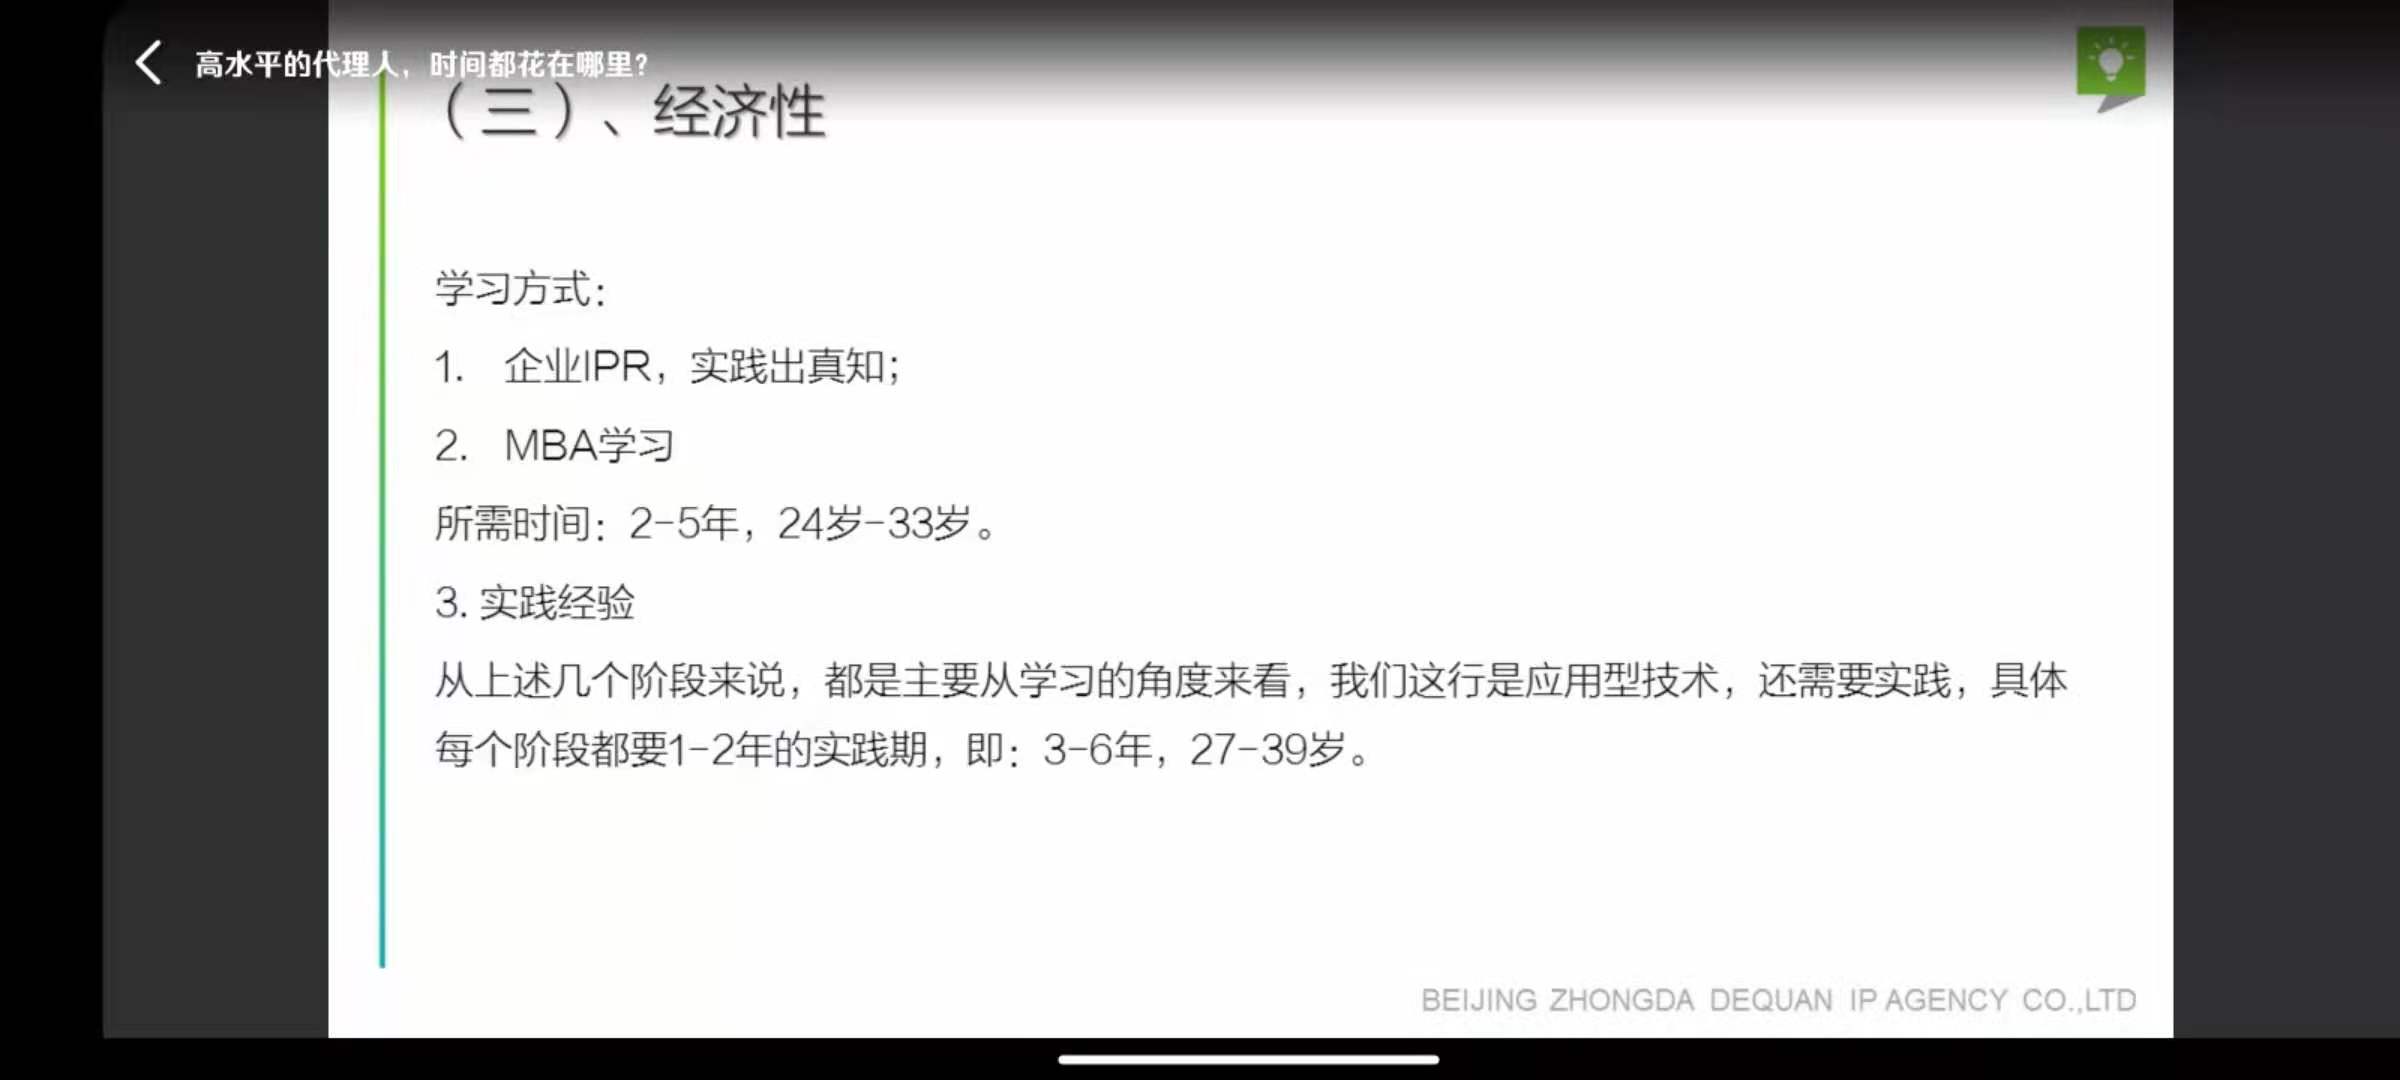 高水平的代理人，时间都花在哪里？
（三）、经济性
学习方式：
1. 企业IPR，实践出真知；
2. MBA学习
所需时间：2-5年，24岁-33岁。
3. 实践经验
从上述几个阶段来说，都是主要从学习的角度来看，我们这行是应用型技术，还需要实践，具体
每个阶段都要1-2年的实践期，即：3-6年，27-39岁。
BEIJING ZHONGDA DEQUAN IP AGENCY CO.,LTD